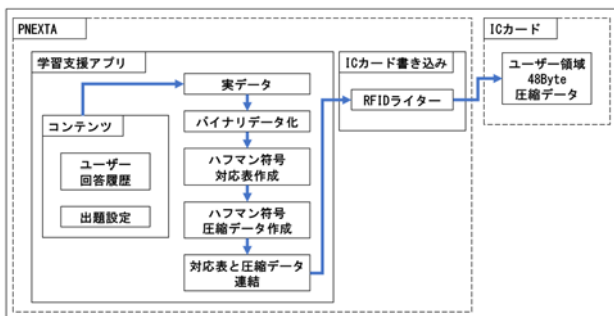 PNEXTA
学習支援アプリ
コンテンツ
ユーザー
回答履歴
出題設定
実データ
バイナリデータ化
ハフマン符号
対応表作成
ハフマン符号
圧縮データ作成
対応表と圧縮データ
連結
ICカード書き込み
RFIDライター
ICカード
ユーザー領域
48Byte
圧縮データ